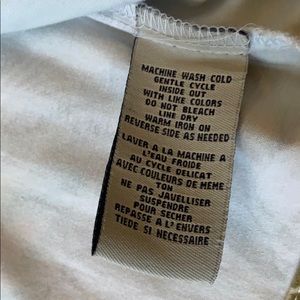 MACHINE WASH COLD
GENTLE CYCLE
INSIDE OUT
WITH LIKE COLORS
DO NOT BLEACH
LINE DRY
WARM IRON ON
REVERSE SIDE AS NEEDED
LAVER A LA MACHINE A
L'EAU FROIDE
AU CYCLE DELICAT
AVEC COULEURS DE MEME
TON
NE PAS JAVELLISER
SUSPENDRE
POUR SECHER
REPASSE A L'ENVERS
TIEDE SI NECESSAIRE